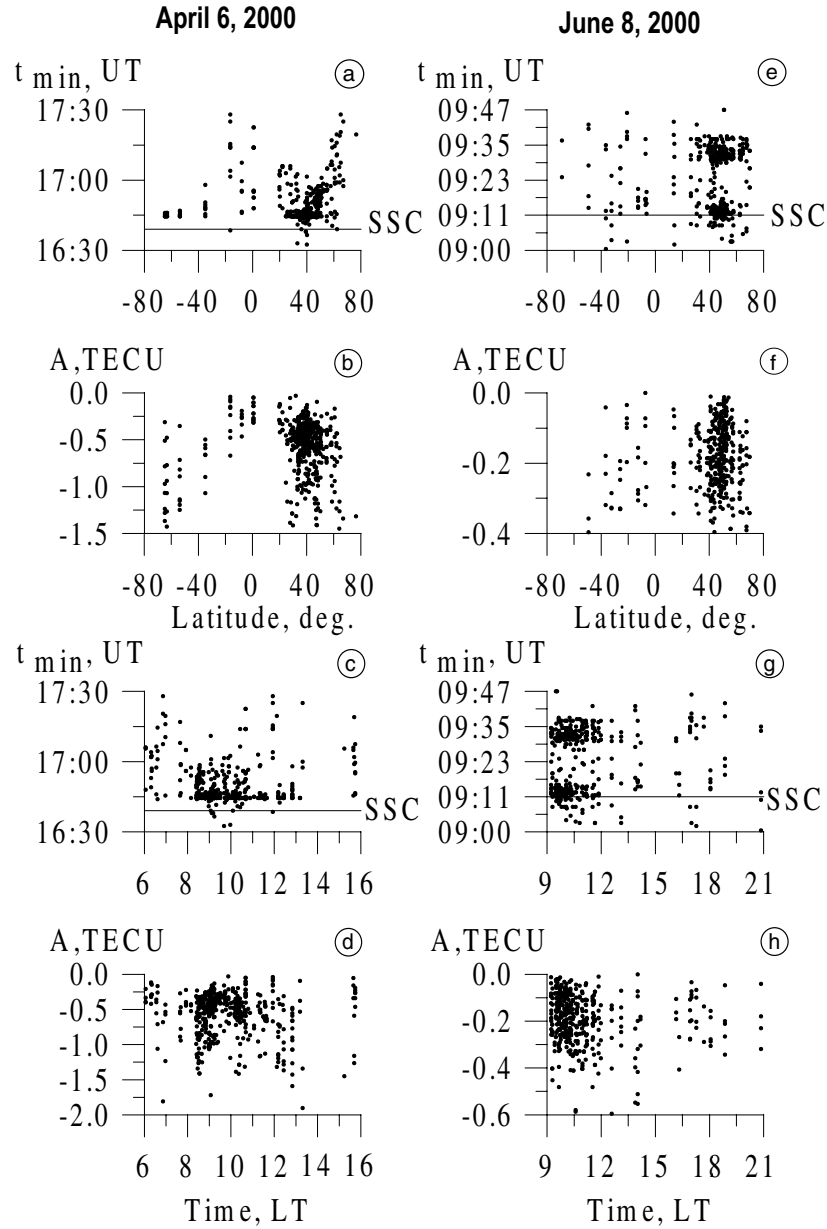 April 6, 2000
June 8, 2000
t min, UT
a
17:30
17:00
16:30
SSC
-80 -40 0 40 80
t min, UT
e
09:47
09:35
09:23
09:11
09:00
SSC
-80 -40 0 40 80
A,TECU
b
0.0
-0.5
-1.0
-1.5
-80 -40 0 40 80
Latitude, deg.
A,TECU
f
0.0
-0.2
-0.4
-80 -40 0 40 80
Latitude, deg.
t min, UT
c
17:30
17:00
16:30
SSC
6 8 10 12 14 16
t min, UT
g
09:47
09:35
09:23
09:11
09:00
SSC
9 12 15 18 21
A,TECU
d
0.0
-0.5
-1.0
-1.5
-2.0
6 8 10 12 14 16
Time, LT
A,TECU
h
0.0
-0.2
-0.4
-0.6
9 12 15 18 21
Time, LT